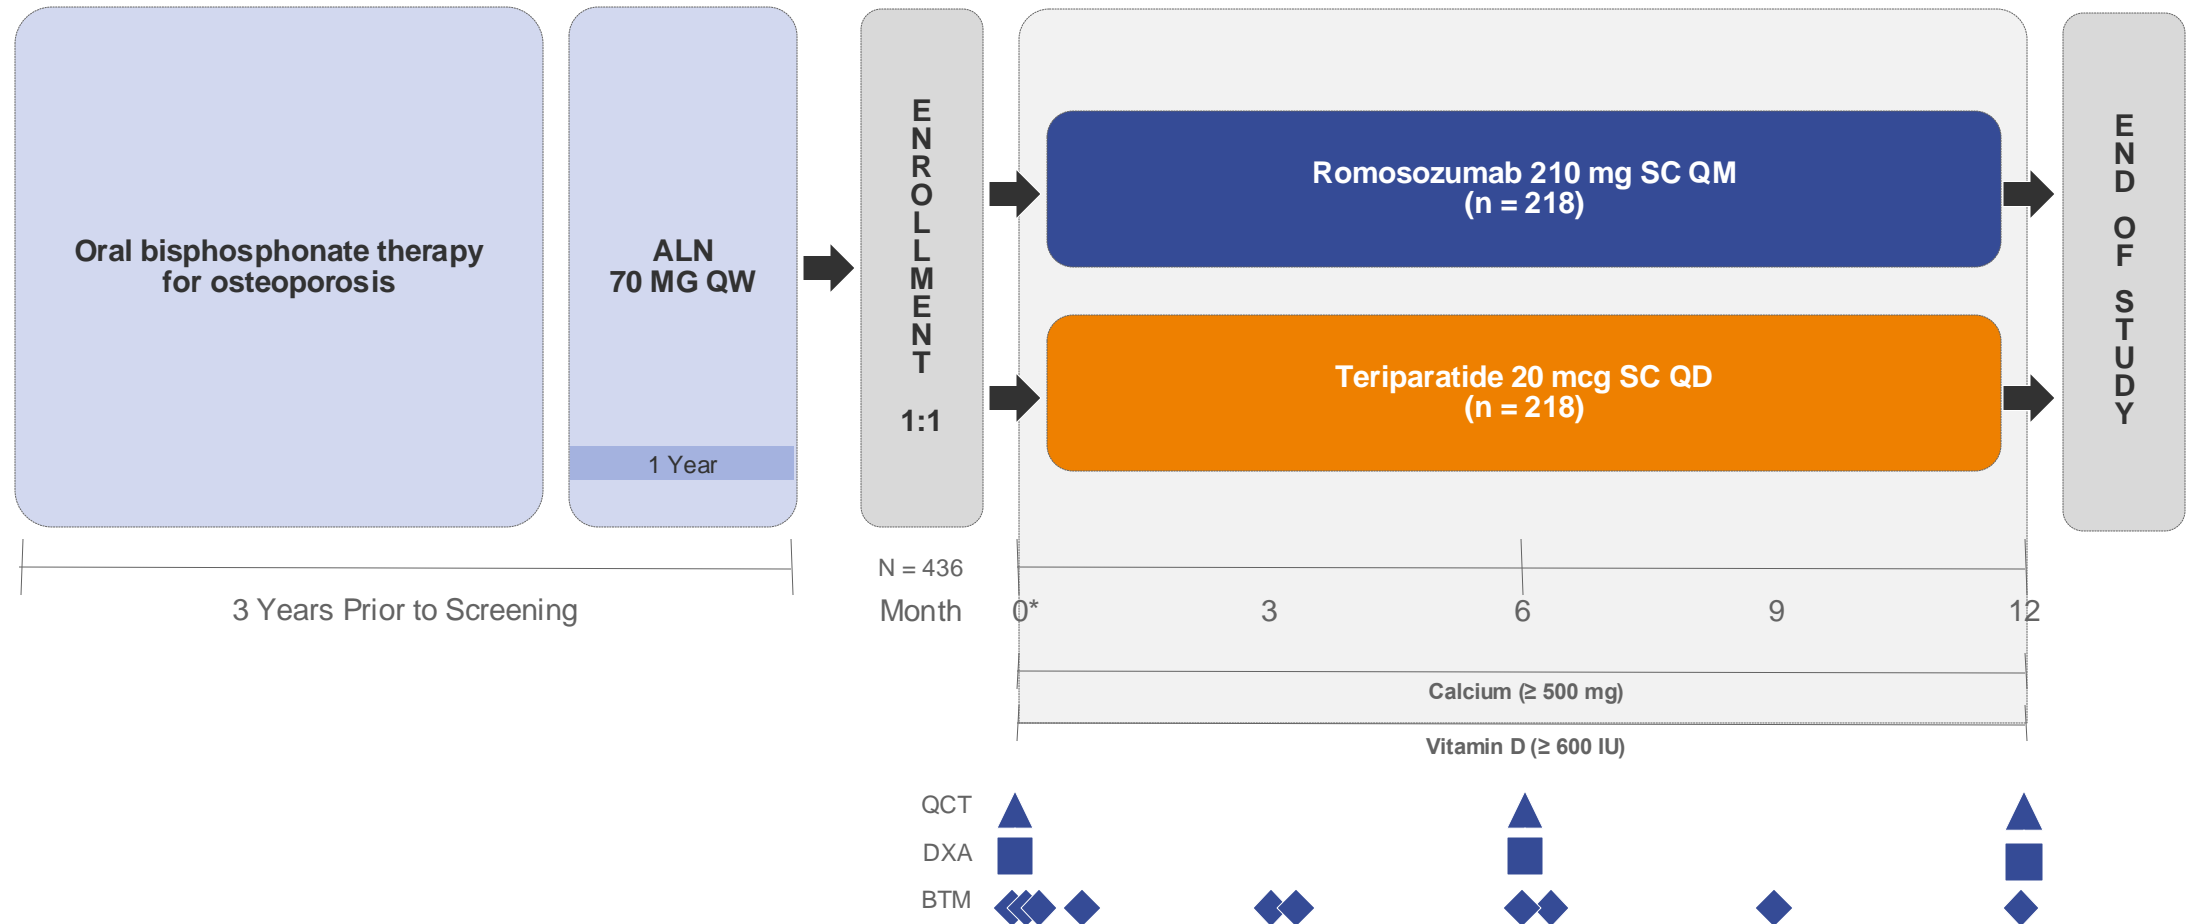 Oral bisphosphonate therapy
for osteoporosis
ALN
70 MG QW
1 Year
3 Years Prior to Screening
ENROLLMENT
1:1
N = 436
Romosozumab 210 mg SC QM
(n = 218)
Teriparatide 20 mcg SC QD
(n = 218)
END OF STUDY
Month 0* 3 6 9 12
Calcium (≥ 500 mg)
Vitamin D (≥ 600 IU)
QCT
DXA
BTM